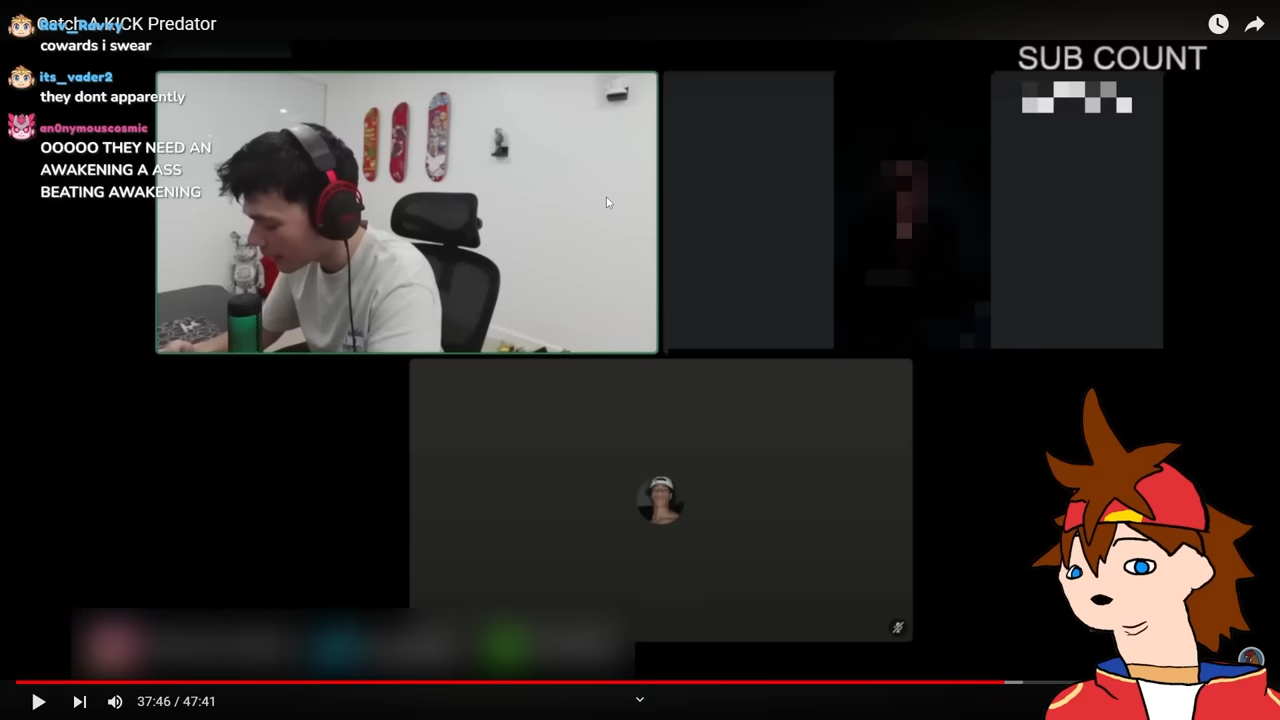 Catch A KICK Predator
Rav__Ravvy
cowards i swear
its_vader2
they dont apparently
an0nymouscosmic
OOOOO THEY NEED AN
AWAKENING A ASS
BEATING AWAKENING
SUB COUNT
37:46 / 47:41